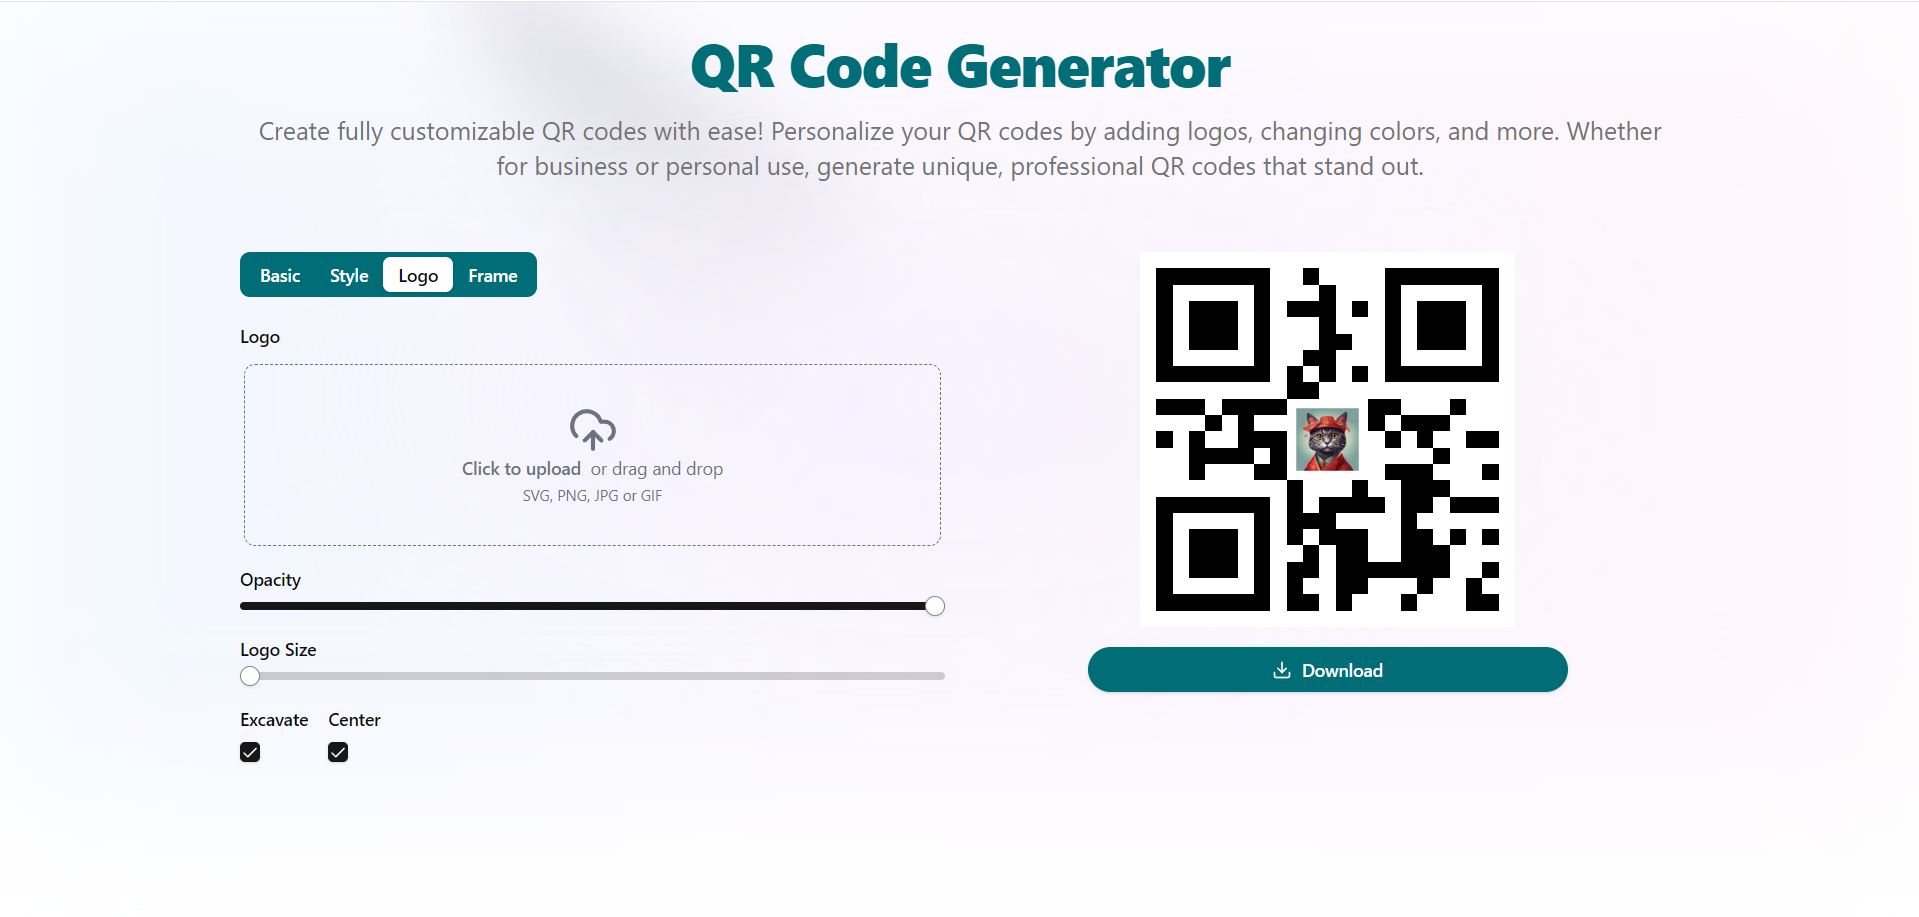 QR Code Generator
Create fully customizable QR codes with ease! Personalize your QR codes by adding logos, changing colors, and more. Whether
for business or personal use, generate unique, professional QR codes that stand out.
Basic Style Logo Frame
Logo
Click to upload or drag and drop
SVG, PNG, JPG or GIF
Opacity
Logo Size
Excavate Center
Download